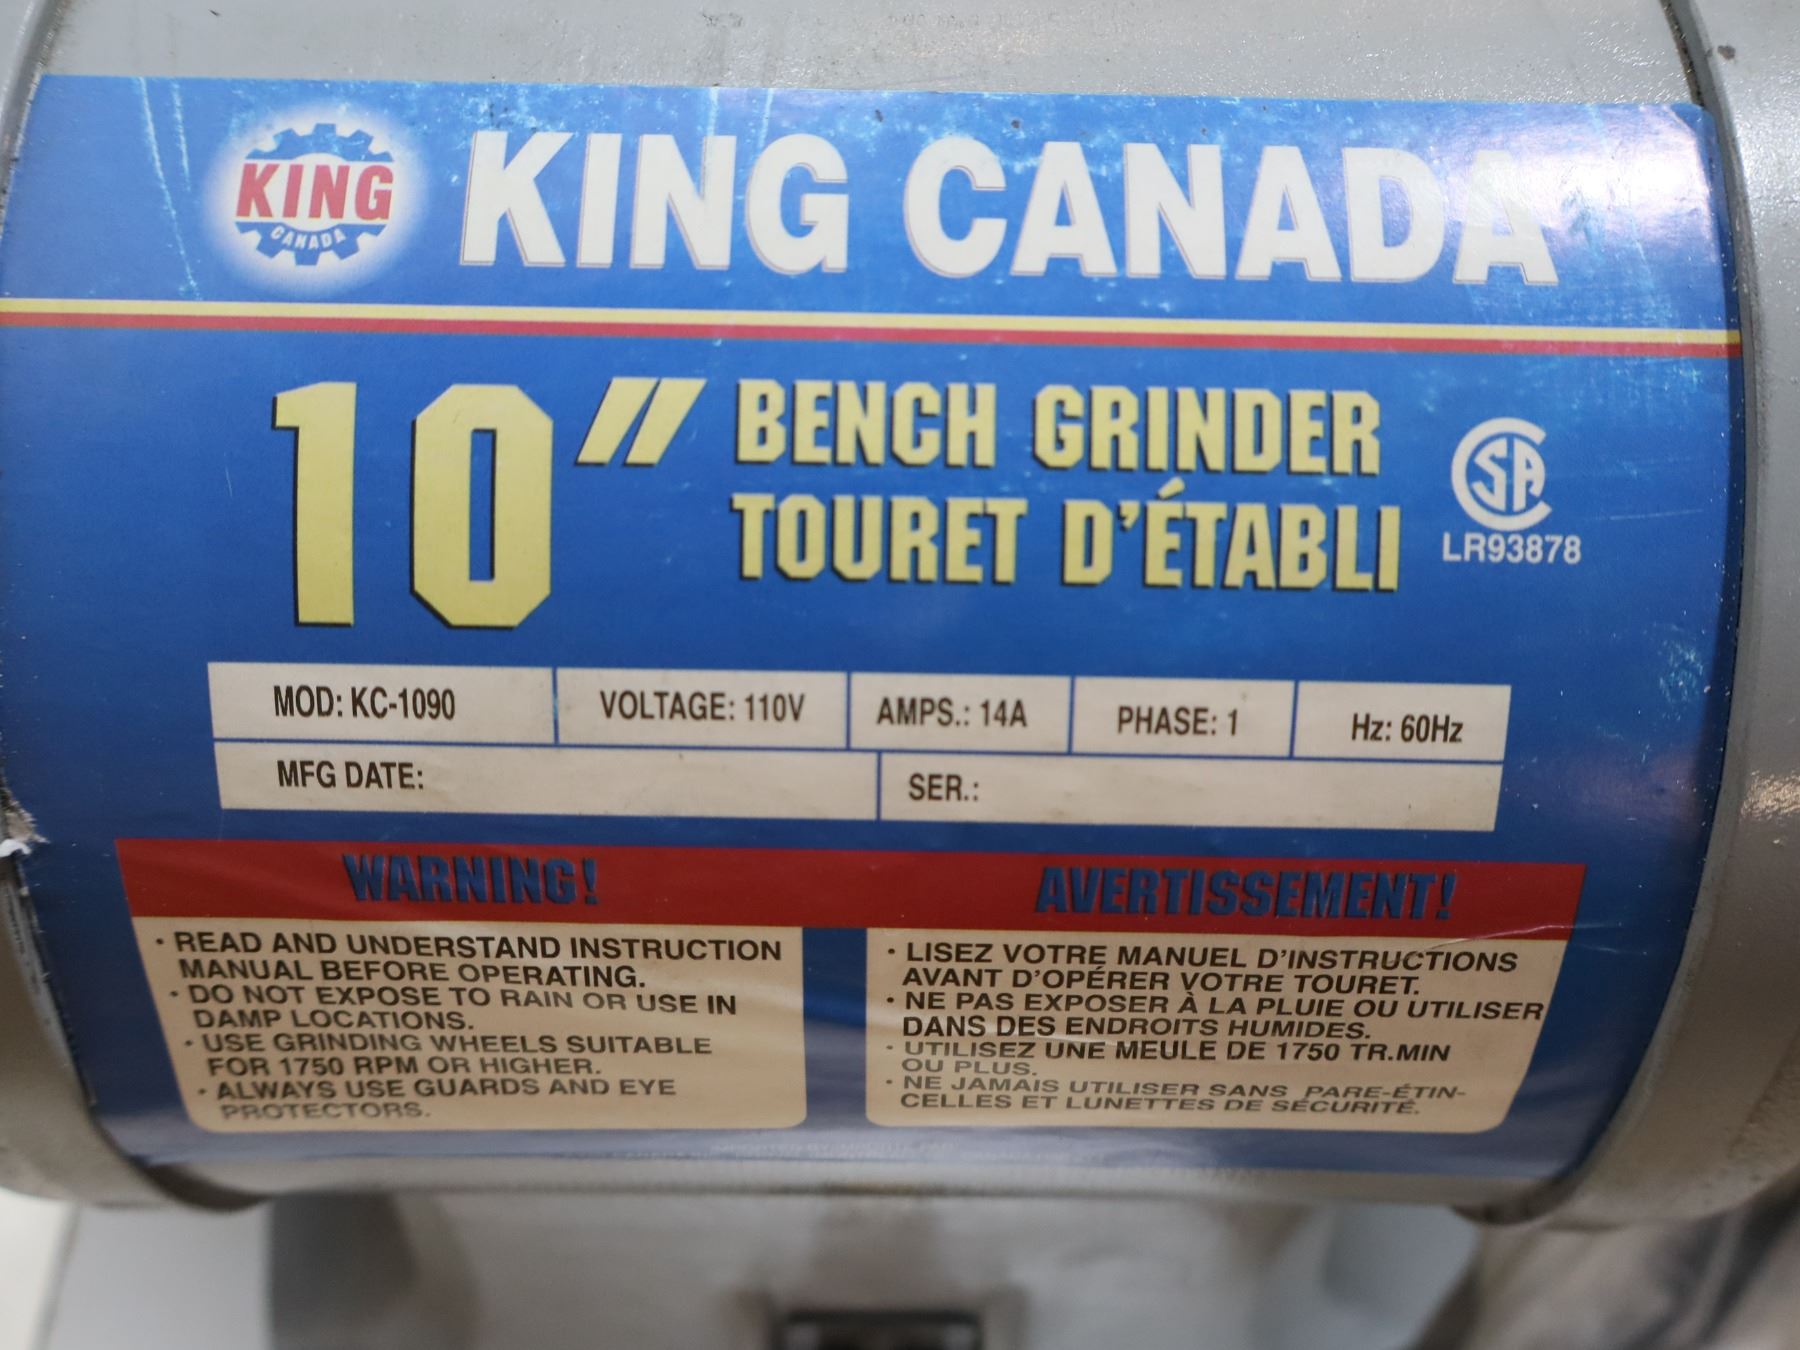 KING
CANADA
KING CANADA
10"
BENCH GRINDER
TOURET D'ÉTABLI
CSA
LR93878
MOD: KC-1090
VOLTAGE: 110V
AMPS.: 14A
PHASE: 1
Hz: 60Hz
MFG DATE:
SER.:
WARNING!
• READ AND UNDERSTAND INSTRUCTION
MANUAL BEFORE OPERATING.
• DO NOT EXPOSE TO RAIN OR USE IN
DAMP LOCATIONS.
• USE GRINDING WHEELS SUITABLE
FOR 1750 RPM OR HIGHER.
• ALWAYS USE GUARDS AND EYE
PROTECTORS.
AVERTISSEMENT!
• LISEZ VOTRE MANUEL D'INSTRUCTIONS
AVANT D'OPÉRER VOTRE TOURET.
• NE PAS EXPOSER À LA PLUIE OU UTILISER
DANS DES ENDROITS HUMIDES.
• UTILISEZ UNE MEULE DE 1750 TR.MIN
OU PLUS.
• NE JAMAIS UTILISER SANS PARE-ÉTIN-
CELLES ET LUNETTES DE SÉCURITÉ.